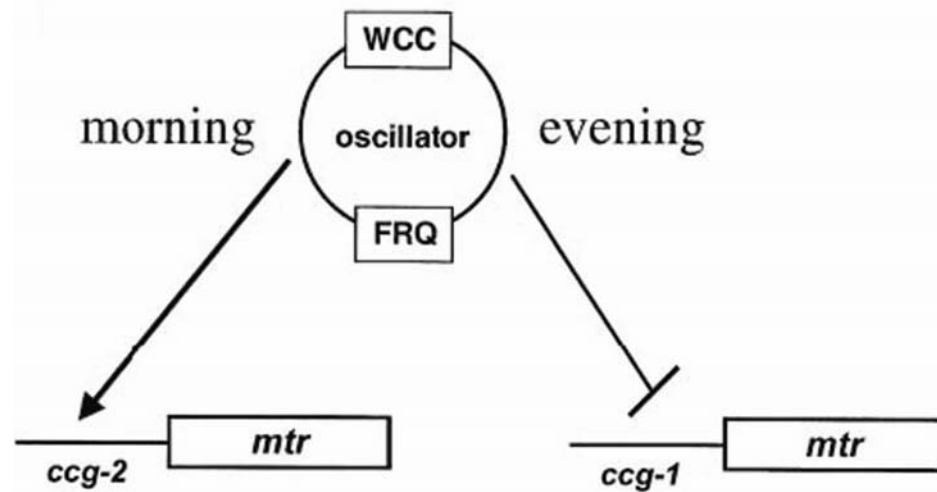 WCC
morning
oscillator
evening
FRQ
mtr
mtr
ccg-2
ccg-1